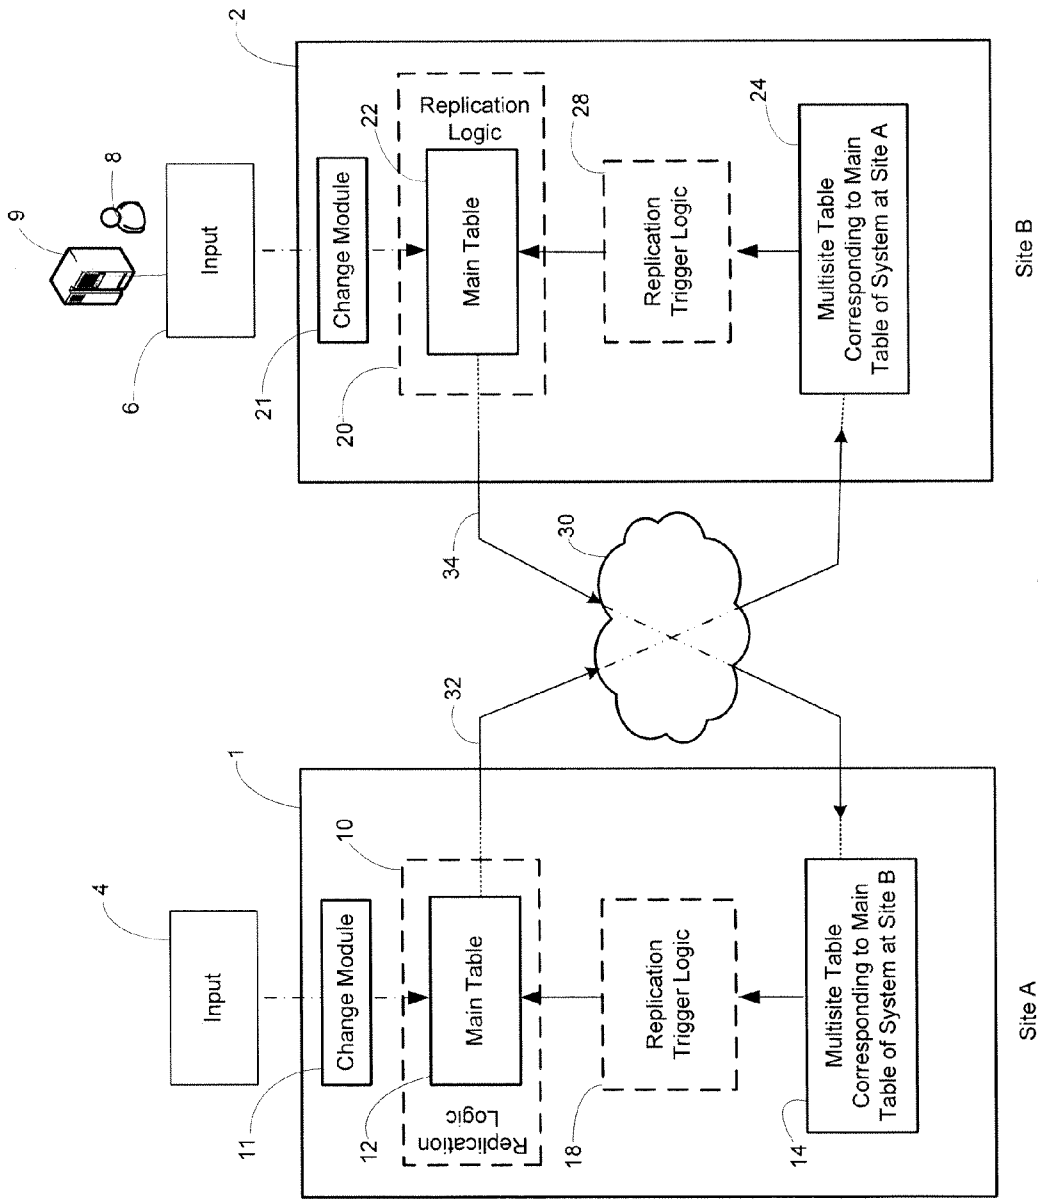 1
4
Input
Change Module
11
10
12
Main Table
Replication
Logic
18
Replication
Trigger Logic
14
Multisite Table
Corresponding to Main
Table of System at Site B
Site A
32
34
30
2
9
8
6
Input
21
Change Module
20
22
Replication
Logic
Main Table
28
Replication
Trigger Logic
24
Multisite Table
Corresponding to Main
Table of System at Site A
Site B